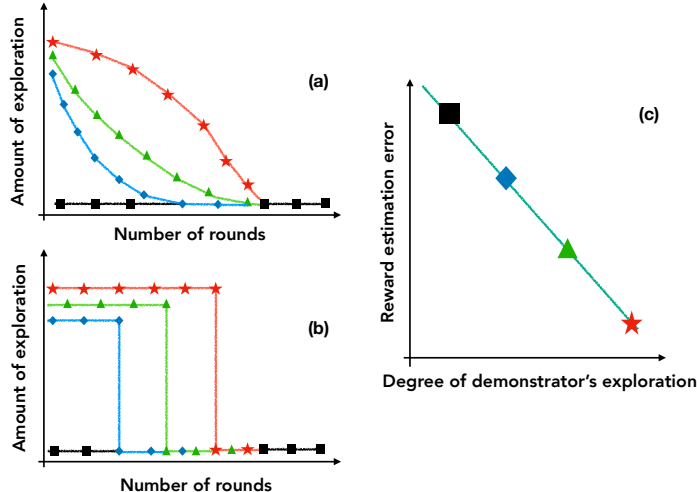 Amount of exploration
(a)
Number of rounds
Amount of exploration
(b)
Number of rounds
Reward estimation error
(c)
Degree of demonstrator's exploration